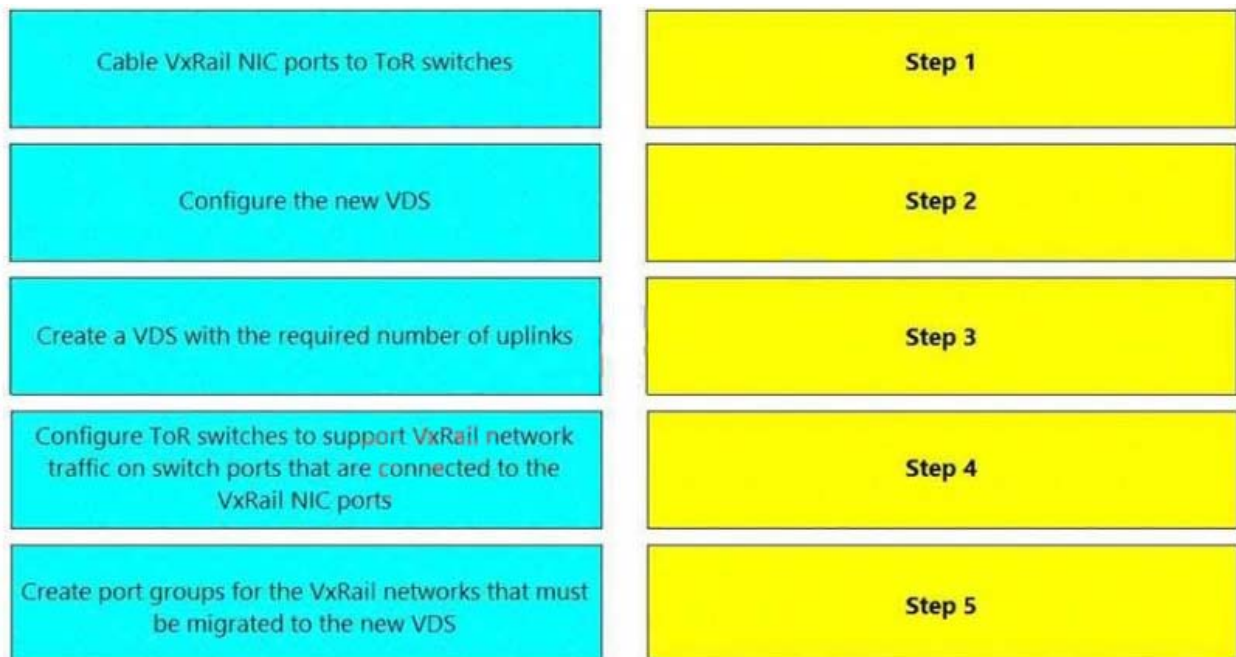 Cable VxRail NIC ports to ToR switches
Step 1
Configure the new VDS
Step 2
Create a VDS with the required number of uplinks
Step 3
Configure ToR switches to support VxRail network
traffic on switch ports that are connected to the
VxRail NIC ports
Step 4
Create port groups for the VxRail networks that must
be migrated to the new VDS
Step 5